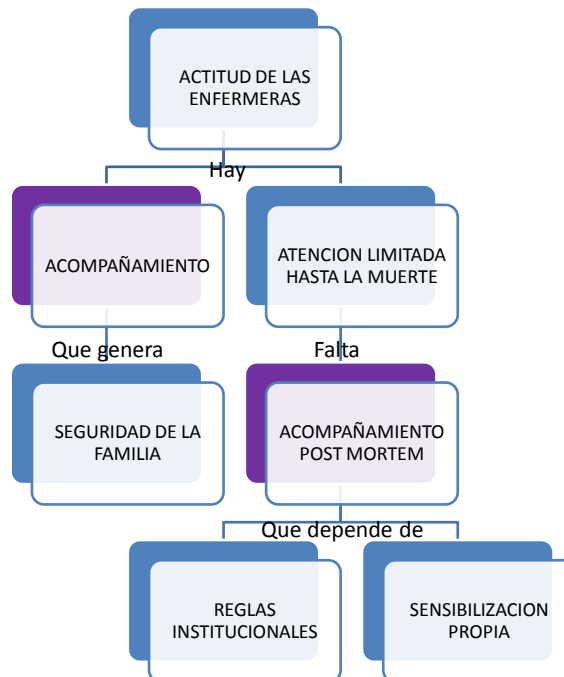 ACTITUD DE LAS
ENFERMERAS
Hay
ACOMPAÑAMIENTO
ATENCION LIMITADA
HASTA LA MUERTE
Que genera
Falta
SEGURIDAD DE LA
FAMILIA
ACOMPAÑAMIENTO
POST MORTEM
Que depende de
REGLAS
INSTITUCIONALES
SENSIBILIZACION
PROPIA